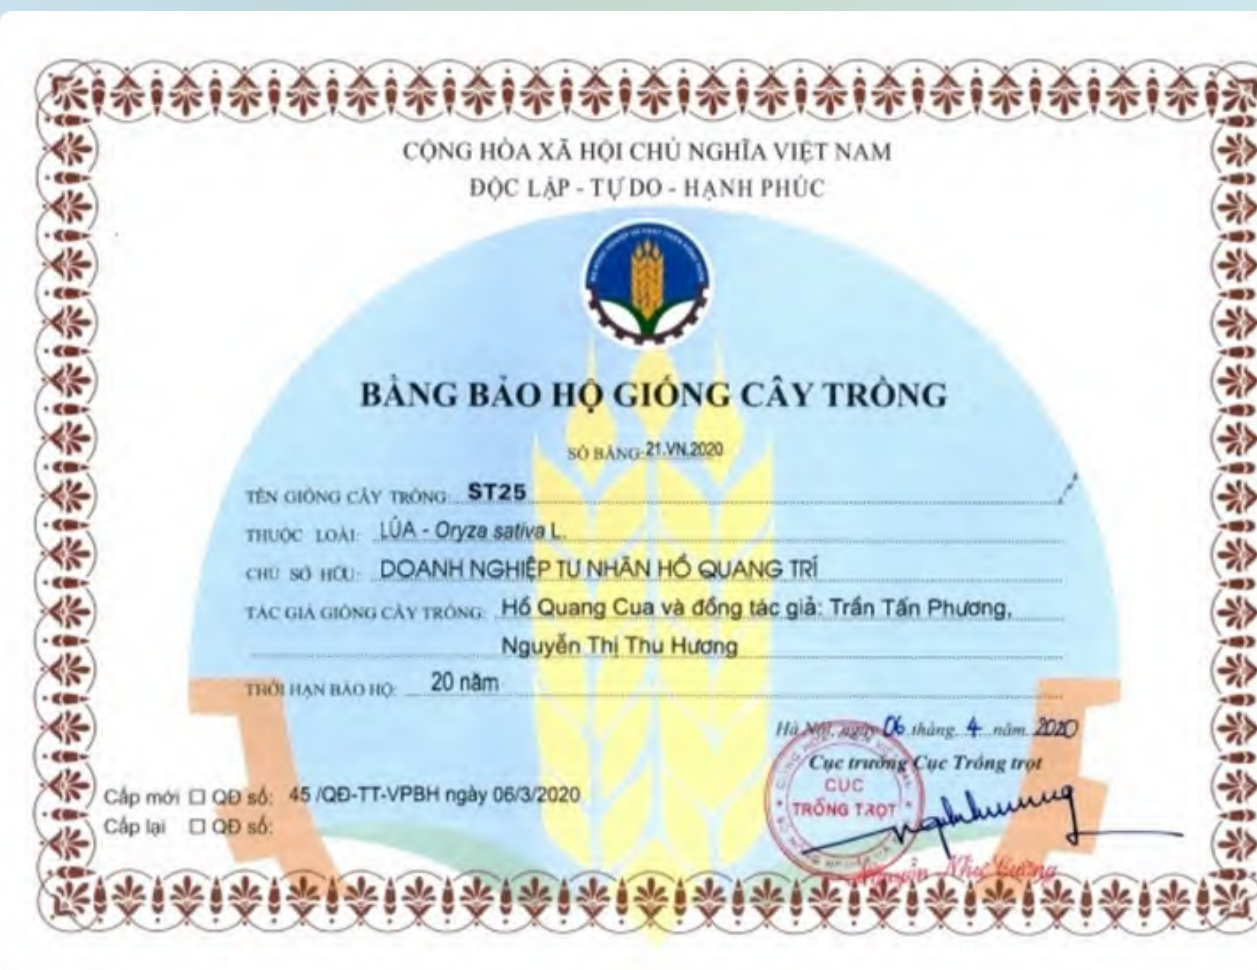 CỘNG HÒA XÃ HỘI CHỦ NGHĨA VIỆT NAM
ĐỘC LẬP - TỰ DO - HẠNH PHÚC
BẰNG BẢO HỘ GIỐNG CÂY TRỒNG
SỐ BẰNG: 21.VN.2020
TÊN GIỐNG CÂY TRỒNG: ST25
THUỘC LOÀI: LÚA - Oryza sativa L.
CHỦ SỞ HỮU: DOANH NGHIỆP TƯ NHÂN HỒ QUANG TRÍ
TÁC GIẢ GIỐNG CÂY TRỒNG: Hồ Quang Cua và đồng tác giả: Trần Tấn Phương,
Nguyễn Thị Thu Hương
THỜI HẠN BẢO HỘ: 20 năm
Hà Nội, ngày 06 tháng 4 năm 2020
Cục trưởng Cục Trồng trọt
CỤC
TRỒNG TRỌT
Cấp mới □ QĐ số: 45 /QĐ-TT-VPBH ngày 06/3/2020
Cấp lại □ QĐ số:
Nguyễn Như Cường